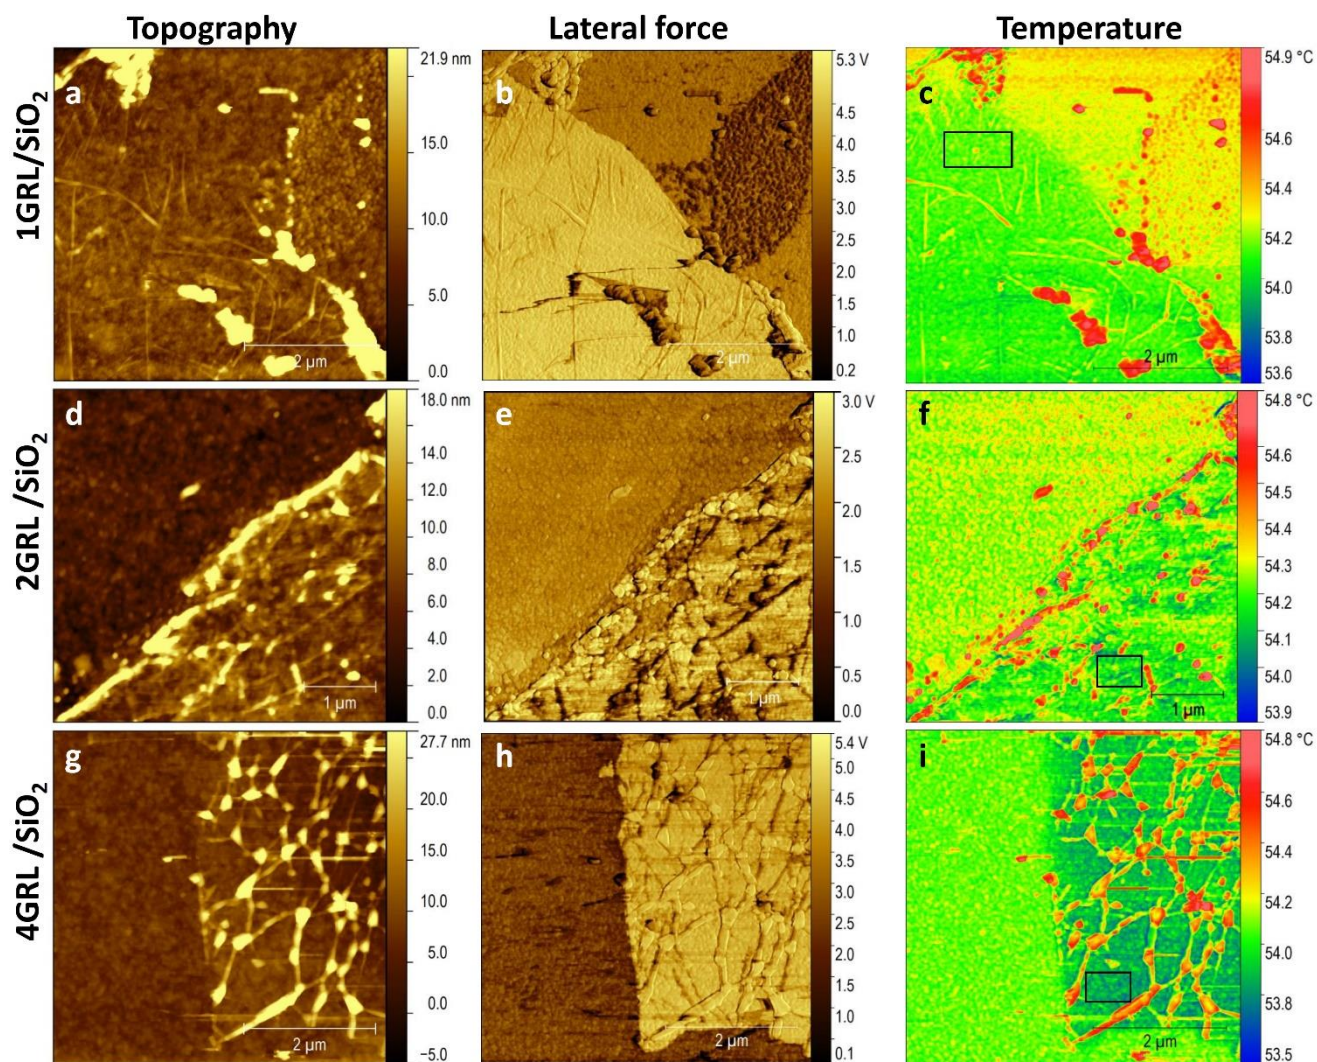 Topography Lateral force Temperature
1GRL/SiO₂
a
21.9 nm
15.0
10.0
5.0
0.0
2 µm
b
5.3 V
4.5
4.0
3.5
3.0
2.5
2.0
1.5
1.0
0.2
2 µm
c
54.9 °C
54.6
54.4
54.2
54.0
53.8
53.6
2 µm
2GRL /SiO₂
d
18.0 nm
14.0
12.0
10.0
8.0
6.0
4.0
2.0
0.0
1 µm
e
3.0 V
2.5
2.0
1.5
1.0
0.5
0.0
1 µm
f
54.8 °C
54.6
54.5
54.4
54.3
54.2
54.1
54.0
53.9
1 µm
4GRL /SiO₂
g
27.7 nm
20.0
15.0
10.0
5.0
0.0
−5.0
2 µm
h
5.4 V
5.0
4.5
4.0
3.5
3.0
2.5
2.0
1.5
1.0
0.1
2 µm
i
54.8 °C
54.6
54.4
54.2
54.0
53.8
53.5
2 µm